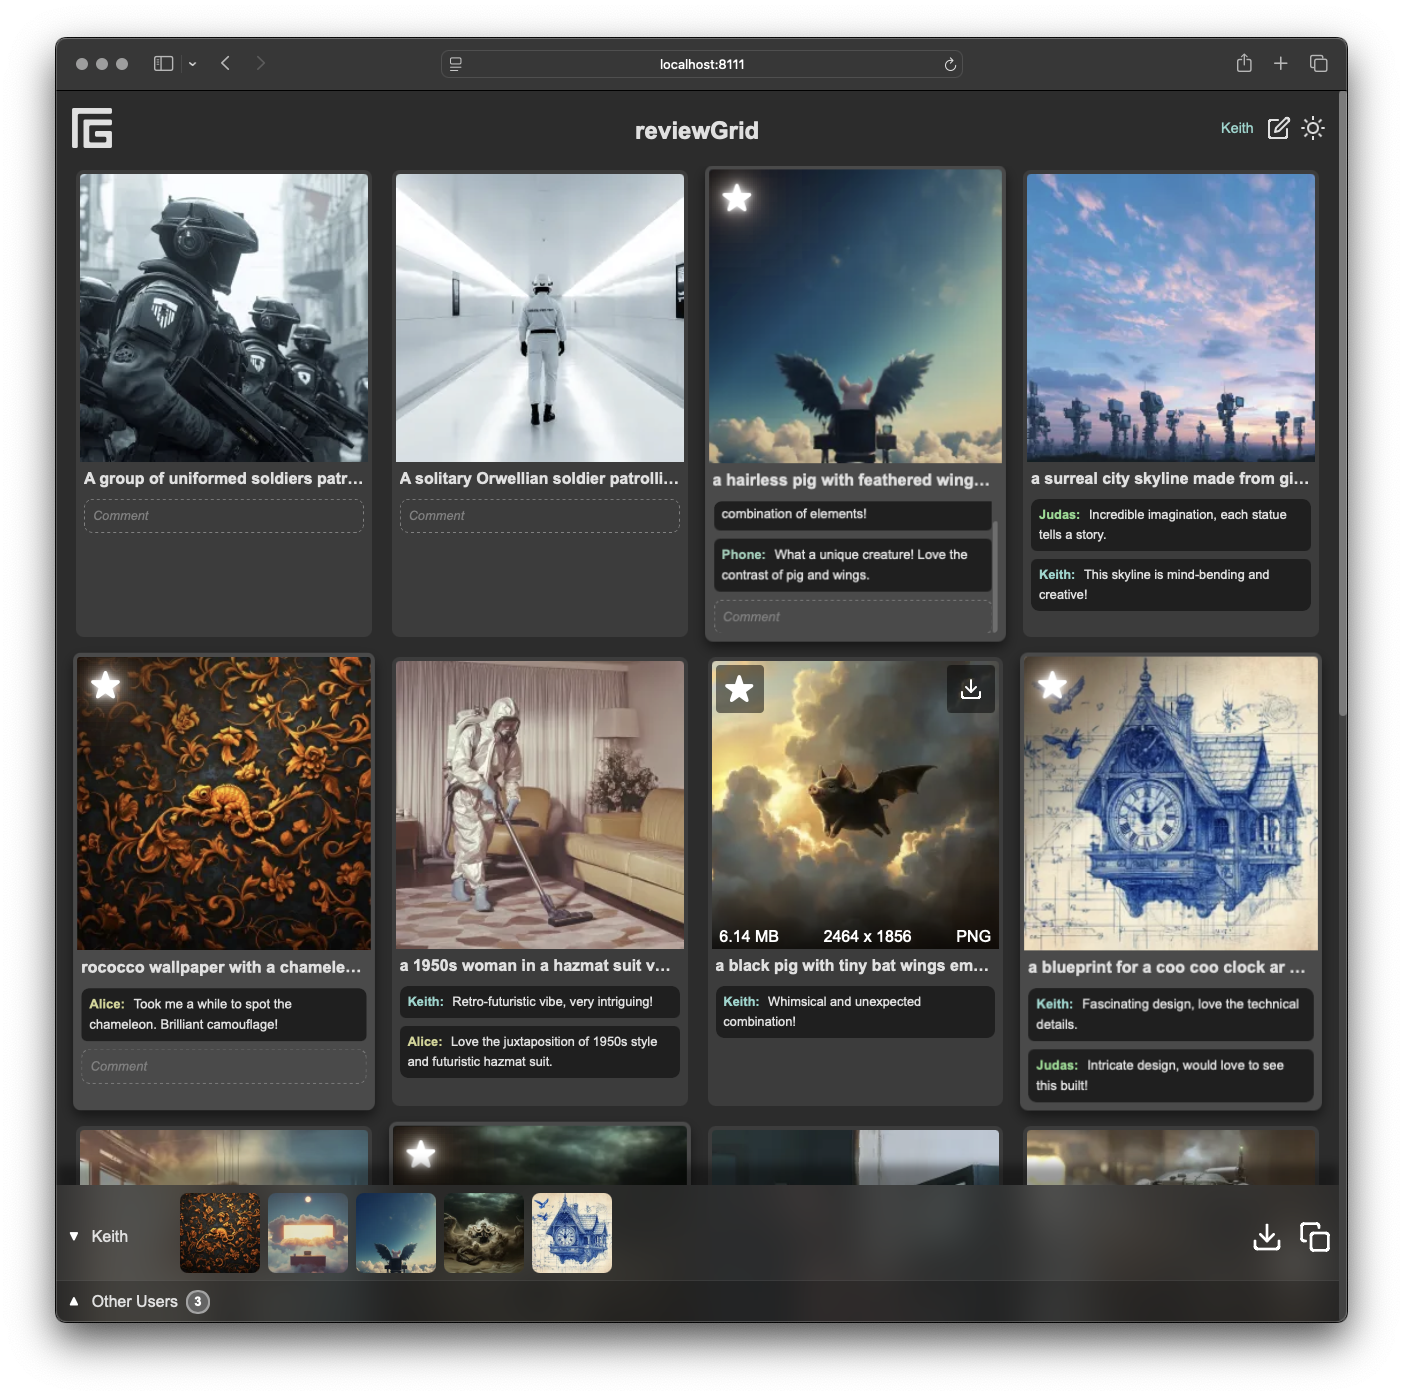 localhost:8111
reviewGrid
Keith
A group of uniformed soldiers patr...
Comment
A solitary Orwellian soldier patrolli...
Comment
a hairless pig with feathered wing...
combination of elements!
Phone: What a unique creature! Love the
contrast of pig and wings.
Comment
a surreal city skyline made from gi...
Judas: Incredible imagination, each statue
tells a story.
Keith: This skyline is mind-bending and
creative!
rococco wallpaper with a chamele...
Alice: Took me a while to spot the
chameleon. Brilliant camouflage!
Comment
a 1950s woman in a hazmat suit v...
Keith: Retro-futuristic vibe, very intriguing!
Alice: Love the juxtaposition of 1950s style
and futuristic hazmat suit.
6.14 MB 2464 x 1856 PNG
a black pig with tiny bat wings em...
Keith: Whimsical and unexpected
combination!
a blueprint for a coo coo clock ar ...
Keith: Fascinating design, love the technical
details.
Judas: Intricate design, would love to see
this built!
Keith
Other Users 3